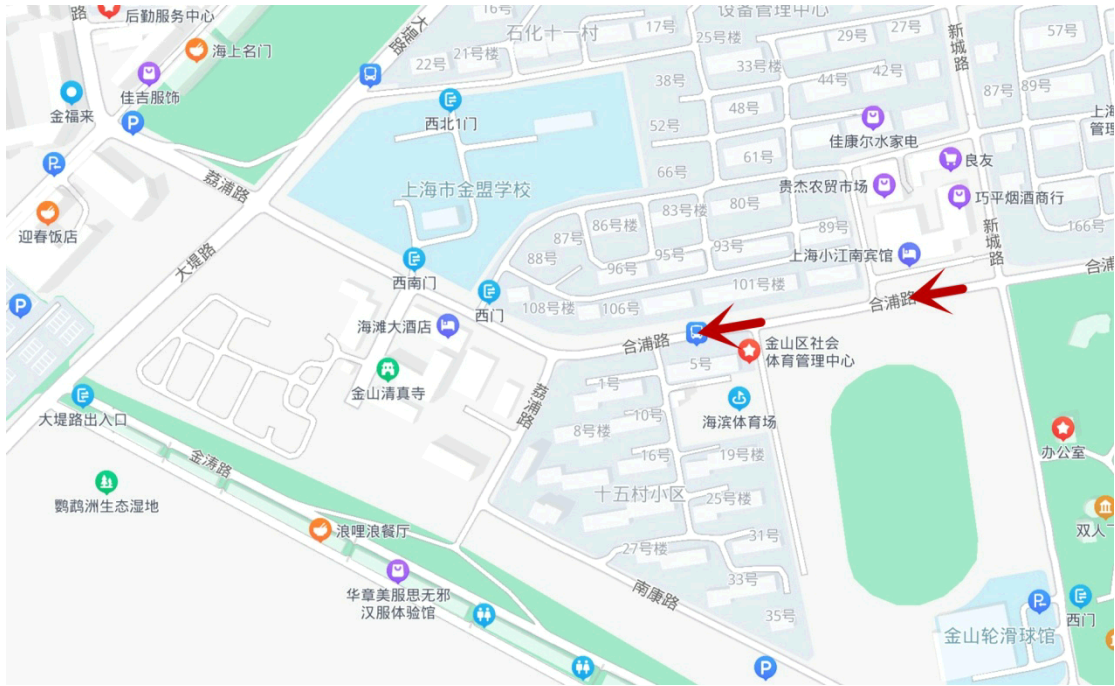 路
后勤服务中心
大堤路
16号
石化十一村
17号
设备管理中心
25号楼
29号
27号
新城路
57号
海上名门
22号
21号楼
33号楼
佳吉服饰
38号
44号
42号
87号
89号
金福来
西北1门
48号
上海
管理
52号
佳康尔水家电
61号
良友
荔浦路
上海市金盟学校
66号
贵杰农贸市场
巧平烟酒商行
迎春饭店
大堤路
83号楼
80号
86号楼
87号
89号
新城路
166号
88号
95号
93号
上海小江南宾馆
96号
西南门
合浦
西门
101号楼
108号楼
106号
合浦路
海滩大酒店
合浦路
金山区社会
体育管理中心
5号
金山清真寺
荔浦路
1号
大堤路出入口
10号
海滨体育场
8号楼
办公室
金涛路
16号
19号楼
鹦鹉洲生态湿地
十五村小区
25号楼
浪哩浪餐厅
双人
31号
27号楼
华章美服思无邪
汉服体验馆
南康路
33号
35号
西门
金山轮滑球馆